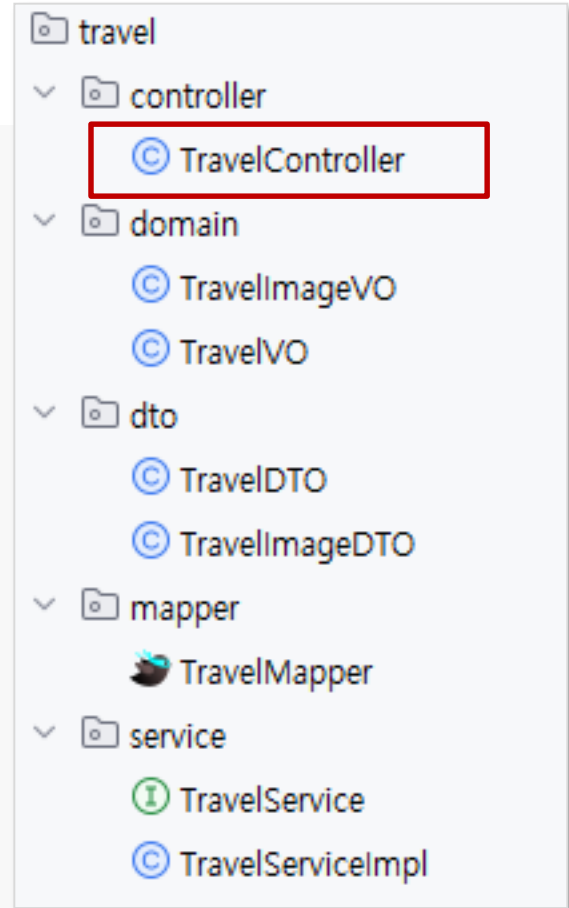 travel
controller
TravelController
domain
TravelImageVO
TravelVO
dto
TravelDTO
TravelImageDTO
mapper
TravelMapper
service
TravelService
TravelServiceImpl